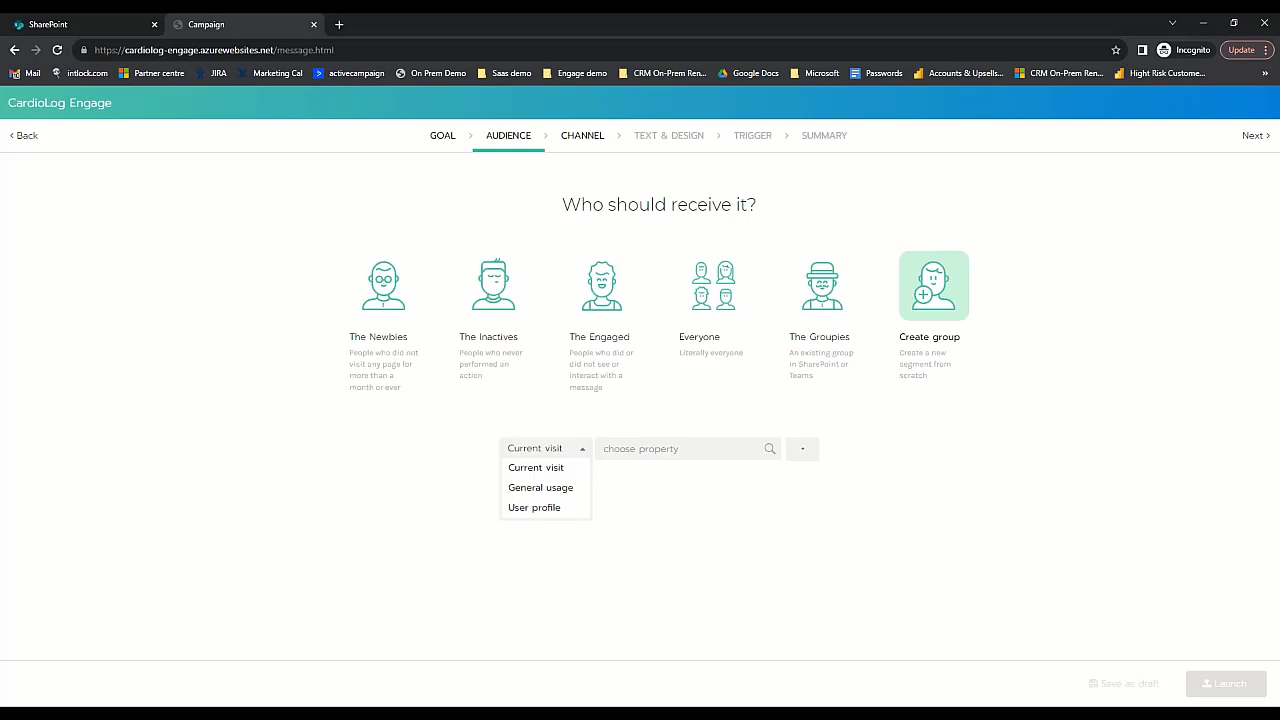 SharePoint
Campaign
https://cardiolog-engage.azurewebsites.net/message.html
Incognito
Update
Mail
intlock.com
Partner centre
JIRA
Marketing Cal
activecampaign
On Prem Demo
Saas demo
Engage demo
CRM On-Prem Ren...
Google Docs
Microsoft
Passwords
Accounts & Upselli...
CRM On-Prem Ren...
Hight Risk Custome...
CardioLog Engage
Back
GOAL
AUDIENCE
CHANNEL
TEXT & DESIGN
TRIGGER
SUMMARY
Next
Who should receive it?
The Newbies
People who did not
visit any page for
more than a
month or ever
The Inactives
People who never
performed an
action
The Engaged
People who did or
did not see or
interact with a
message
Everyone
Literally everyone
The Groupies
An existing group
in SharePoint or
Teams
Create group
Create a new
segment from
scratch
Current visit
choose property
Current visit
General usage
User profile
Save as draft
Launch